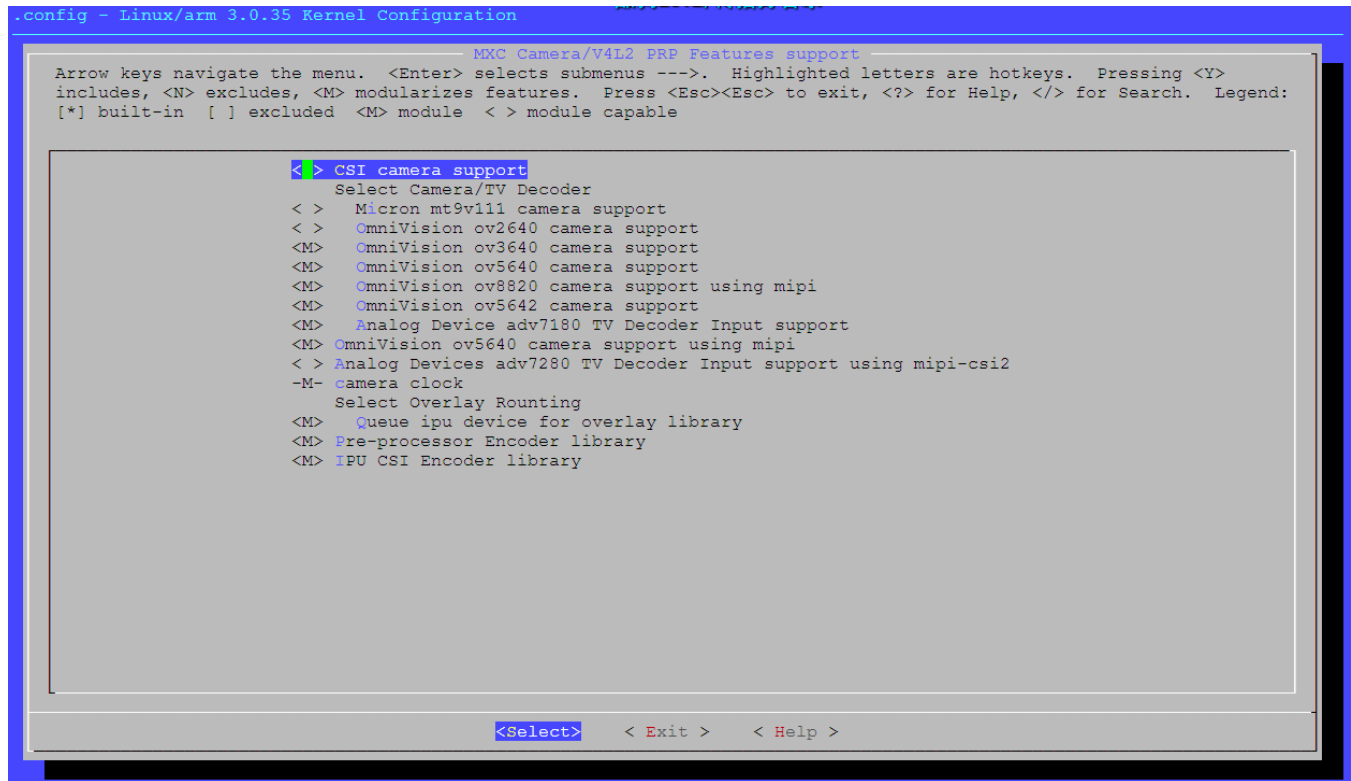 .config - Linux/arm 3.0.35 Kernel Configuration
MXC Camera/V4L2 PRP Features support
Arrow keys navigate the menu.  <Enter> selects submenus --->.  Highlighted letters are hotkeys.  Pressing <Y>
includes, <N> excludes, <M> modularizes features.  Press <Esc><Esc> to exit, <?> for Help, </> for Search.  Legend:
[*] built-in  [ ] excluded  <M> module  < > module capable
< > CSI camera support
Select Camera/TV Decoder
< >   Micron mt9v111 camera support
< >   OmniVision ov2640 camera support
<M>   OmniVision ov3640 camera support
<M>   OmniVision ov5640 camera support
<M>   OmniVision ov8820 camera support using mipi
<M>   OmniVision ov5642 camera support
<M>   Analog Device adv7180 TV Decoder Input support
<M> OmniVision ov5640 camera support using mipi
< > Analog Devices adv7280 TV Decoder Input support using mipi-csi2
-M- camera clock
Select Overlay Rounting
<M>   Queue ipu device for overlay library
<M> Pre-processor Encoder library
<M> IPU CSI Encoder library
<Select>    < Exit >    < Help >